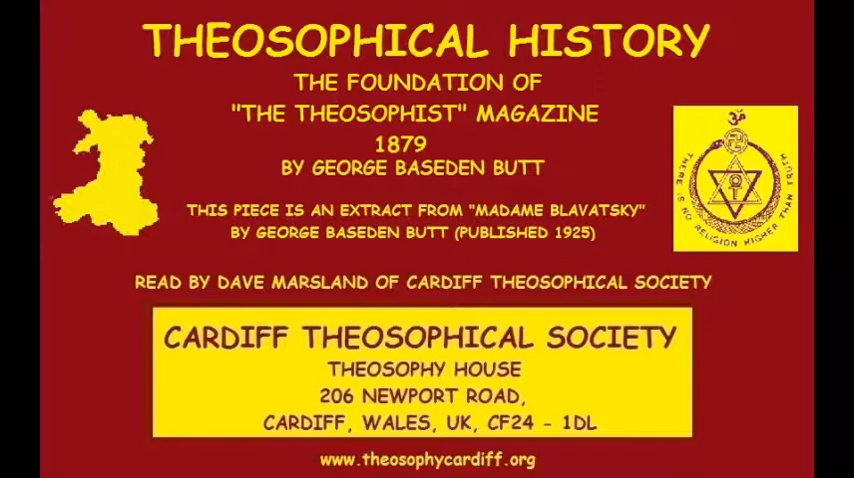 THEOSOPHICAL HISTORY
THE FOUNDATION OF
"THE THEOSOPHIST" MAGAZINE
1879
BY GEORGE BASEDEN BUTT
THIS PIECE IS AN EXTRACT FROM "MADAME BLAVATSKY"
BY GEORGE BASEDEN BUTT (PUBLISHED 1925)
ॐ
THERE IS NO RELIGION HIGHER THAN TRUTH
READ BY DAVE MARSLAND OF CARDIFF THEOSOPHICAL SOCIETY
CARDIFF THEOSOPHICAL SOCIETY
THEOSOPHY HOUSE
206 NEWPORT ROAD,
CARDIFF, WALES, UK, CF24 - 1DL
www.theosophycardiff.org